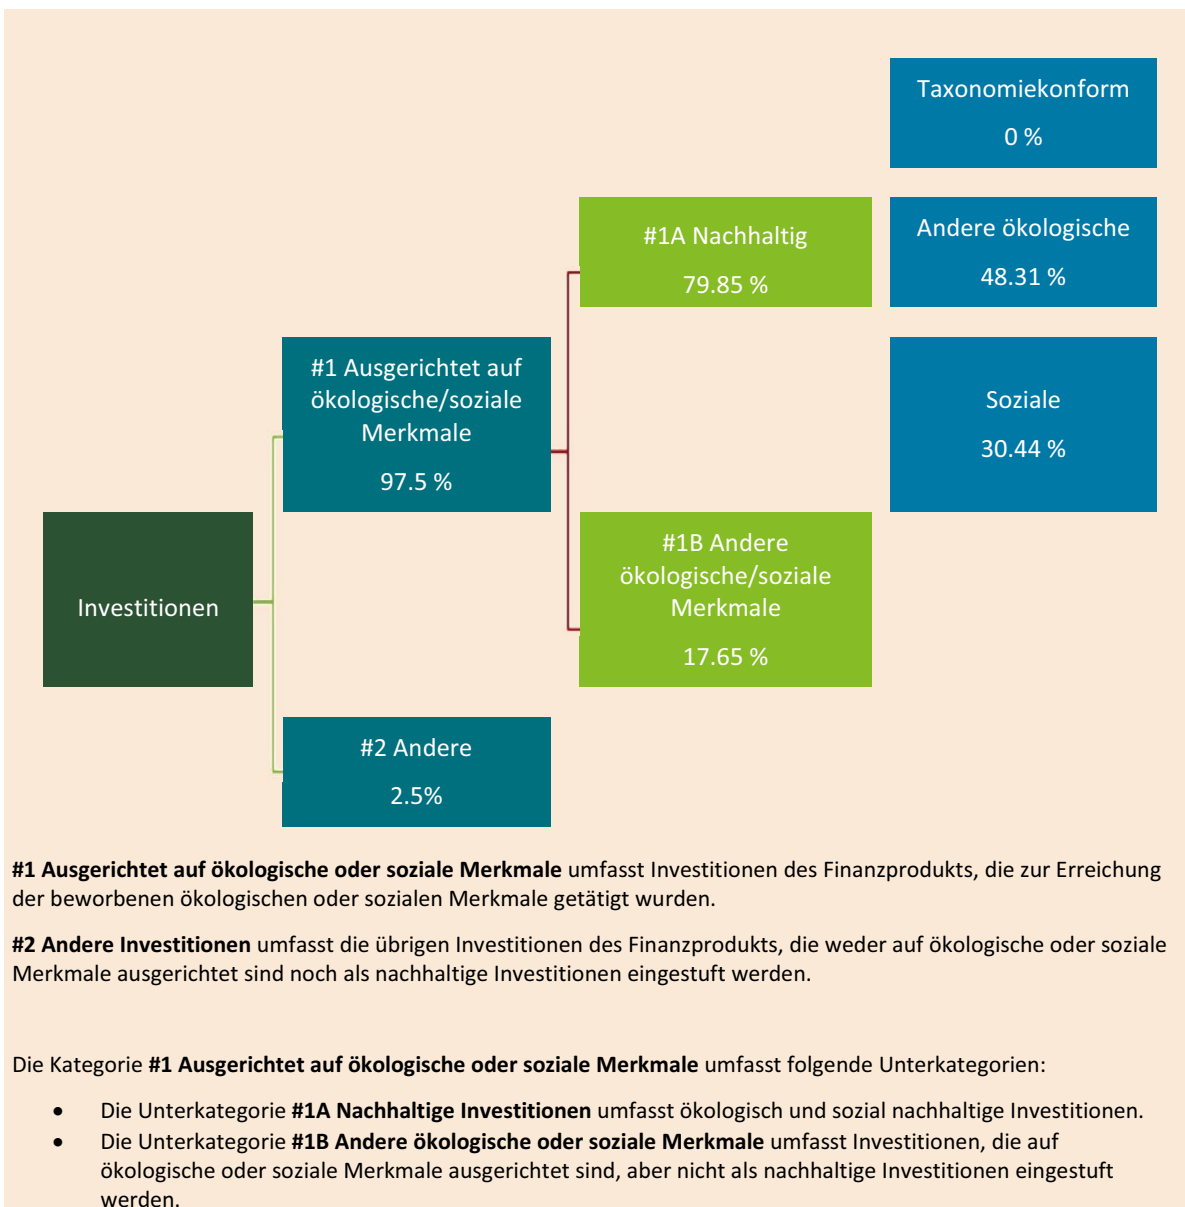 Taxonomiekonform
0 %
#1A Nachhaltig
79.85 %
Andere ökologische
48.31 %
#1 Ausgerichtet auf
ökologische/soziale
Merkmale
97.5 %
Soziale
30.44 %
Investitionen
#1B Andere
ökologische/soziale
Merkmale
17.65 %
#2 Andere
2.5%
#1 Ausgerichtet auf ökologische oder soziale Merkmale umfasst Investitionen des Finanzprodukts, die zur Erreichung
der beworbenen ökologischen oder sozialen Merkmale getätigt wurden.
#2 Andere Investitionen umfasst die übrigen Investitionen des Finanzprodukts, die weder auf ökologische oder soziale
Merkmale ausgerichtet sind noch als nachhaltige Investitionen eingestuft werden.
Die Kategorie #1 Ausgerichtet auf ökologische oder soziale Merkmale umfasst folgende Unterkategorien:
• Die Unterkategorie #1A Nachhaltige Investitionen umfasst ökologisch und sozial nachhaltige Investitionen.
• Die Unterkategorie #1B Andere ökologische oder soziale Merkmale umfasst Investitionen, die auf
ökologische oder soziale Merkmale ausgerichtet sind, aber nicht als nachhaltige Investitionen eingestuft
werden.